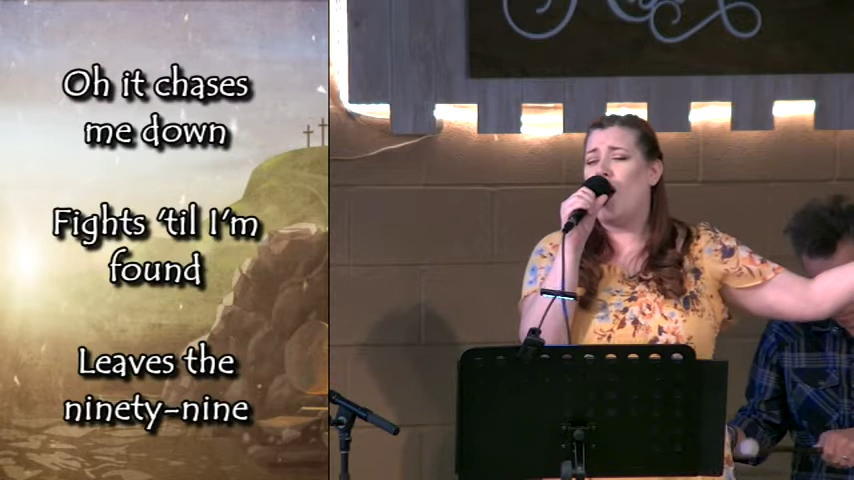 Oh it chases
me down
Fights ‘til I’m
found
Leaves the
ninety-nine